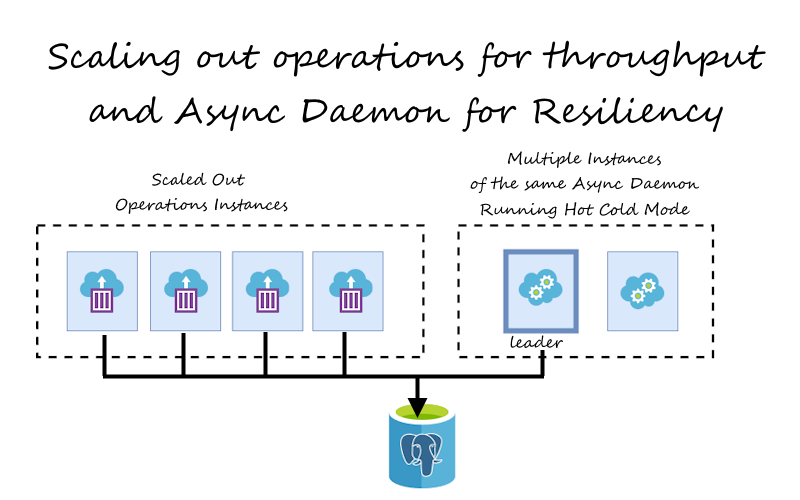 Scaling out operations for throughput
and Async Daemon for Resiliency
Scaled Out
Operations Instances
Multiple Instances
of the same Async Daemon
Running Hot Cold Mode
leader